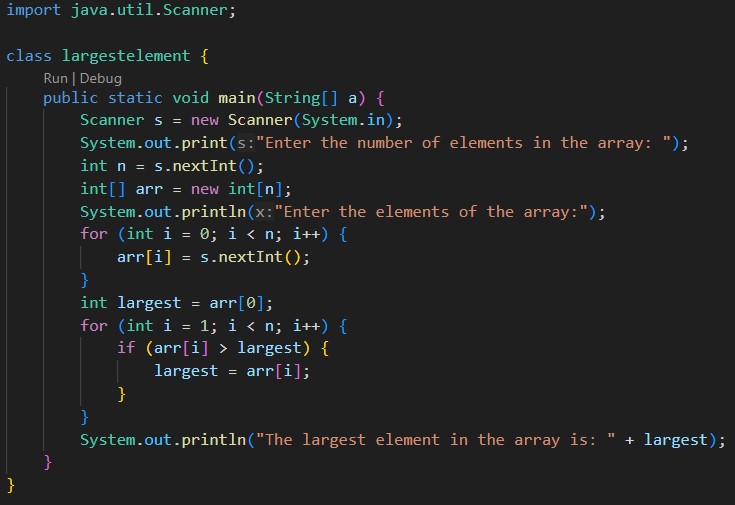 import java.util.Scanner;
class largestelement {
Run | Debug
public static void main(String[] a) {
Scanner s = new Scanner(System.in);
System.out.print(s:"Enter the number of elements in the array: ");
int n = s.nextInt();
int[] arr = new int[n];
System.out.println(x:"Enter the elements of the array:");
for (int i = 0; i < n; i++) {
arr[i] = s.nextInt();
}
int largest = arr[0];
for (int i = 1; i < n; i++) {
if (arr[i] > largest) {
largest = arr[i];
}
}
System.out.println("The largest element in the array is: " + largest);
}
}